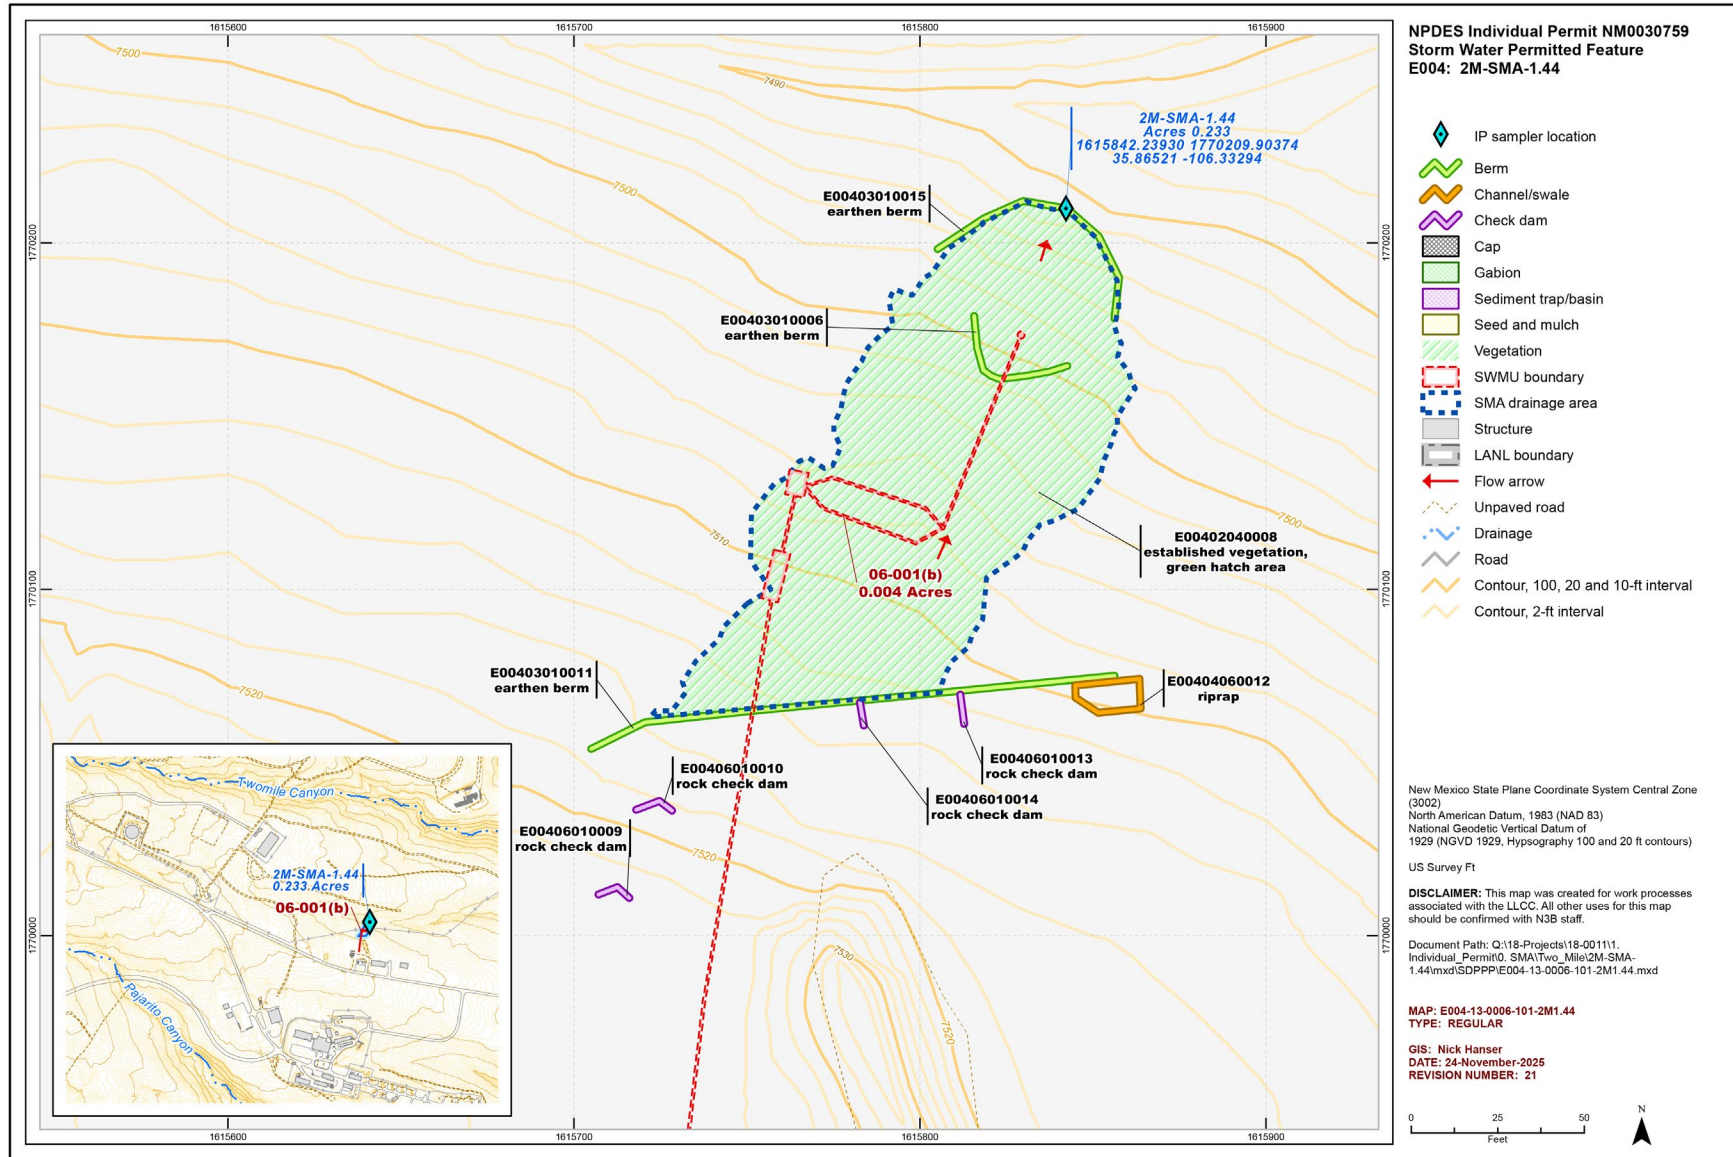 1615600
1615700
1615800
1615900
7500
7490
2M-SMA-1.44
Acres 0.233
1615842.23930 1770209.90374
35.86521 -106.33294
7500
E00403010015
earthen berm
1770200
1770200
E00403010006
earthen berm
7510
7500
E00402040008
established vegetation,
green hatch area
06-001(b)
0.004 Acres
1770100
1770100
E00403010011
earthen berm
7520
E00404060012
riprap
E00406010013
rock check dam
E00406010010
rock check dam
E00406010014
rock check dam
E00406010009
rock check dam
7520
1770000
1770000
7530
7520
Twomile Canyon
2M-SMA-1.44
0.233 Acres
06-001(b)
Pajarito Canyon
1615600
1615700
1615800
1615900
NPDES Individual Permit NM0030759
Storm Water Permitted Feature
E004: 2M-SMA-1.44
IP sampler location
Berm
Channel/swale
Check dam
Cap
Gabion
Sediment trap/basin
Seed and mulch
Vegetation
SWMU boundary
SMA drainage area
Structure
LANL boundary
Flow arrow
Unpaved road
Drainage
Road
Contour, 100, 20 and 10-ft interval
Contour, 2-ft interval
New Mexico State Plane Coordinate System Central Zone
(3002)
North American Datum, 1983 (NAD 83)
National Geodetic Vertical Datum of
1929 (NGVD 1929, Hypsography 100 and 20 ft contours)
US Survey Ft
DISCLAIMER: This map was created for work processes
associated with the LLCC. All other uses for this map
should be confirmed with N3B staff.
Document Path: Q:\18-Projects\18-0011\1.
Individual_Permit\0. SMA\Two_Mile\2M-SMA-
1.44\mxd\SDPPP\E004-13-0006-101-2M1.44.mxd
MAP: E004-13-0006-101-2M1.44
TYPE: REGULAR
GIS: Nick Hanser
DATE: 24-November-2025
REVISION NUMBER: 21
0 25 50
Feet
N